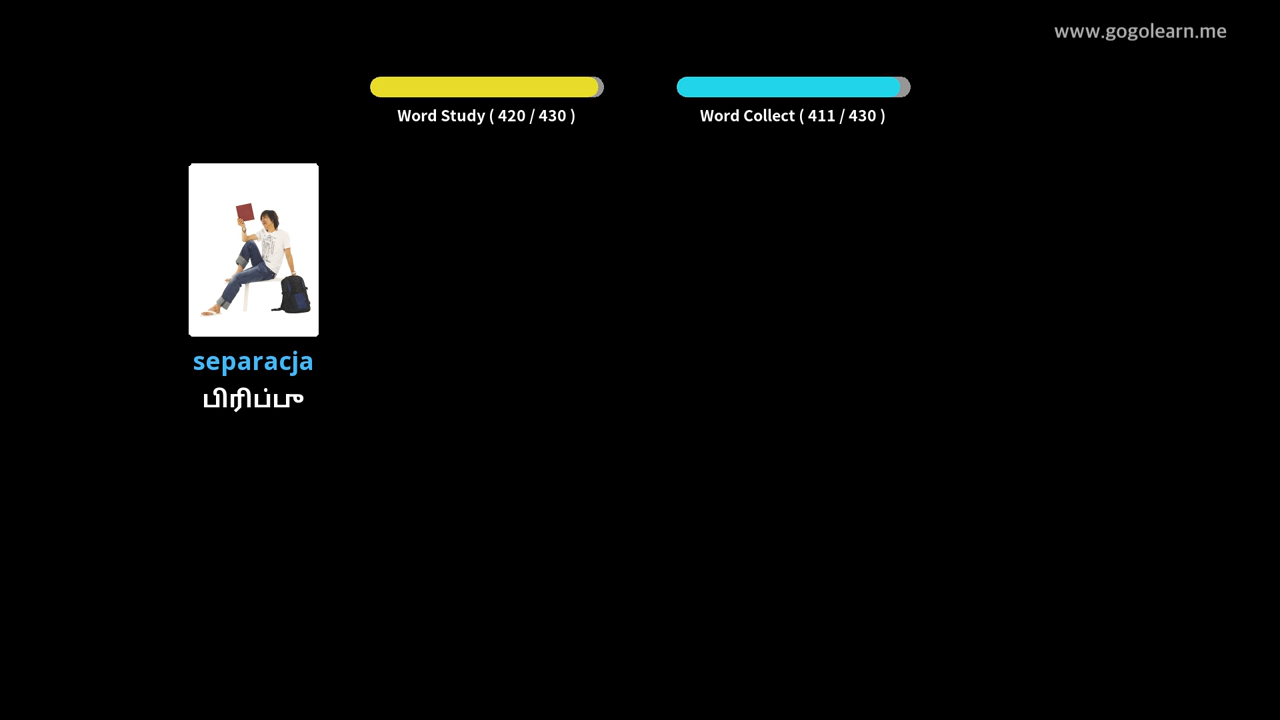 www.gogolearn.me
Word Study ( 420 / 430 )
Word Collect ( 411 / 430 )
separacja
பிரிப்பு